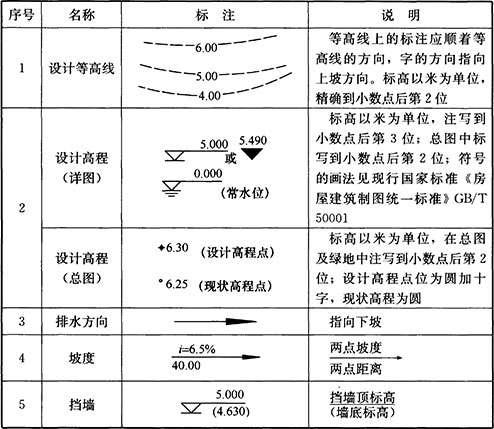 序号 名称 标 注 说 明
1 设计等高线
6.00
5.00
4.00
等高线上的标注应顺着等
高线的方向，字的方向指向
上坡方向。标高以米为单位，
精确到小数点后第2位
2
设计高程
(详图)
5.000 或 5.490
0.000
(常水位)
标高以米为单位，注写到
小数点后第3位；总图中标
写到小数点后第2位；符号
的画法见现行国家标准《房
屋建筑制图统一标准》GB/T
50001
设计高程
(总图)
6.30 (设计高程点)
6.25 (现状高程点)
标高以米为单位，在总图
及绿地中注写到小数点后第2
位；设计高程点位为圆加十
字，现状高程为圆
3 排水方向 指向下坡
4 坡度
i=6.5%
40.00
两点坡度
两点距离
5 挡墙
5.000
(4.630)
挡墙顶标高
(墙底标高)